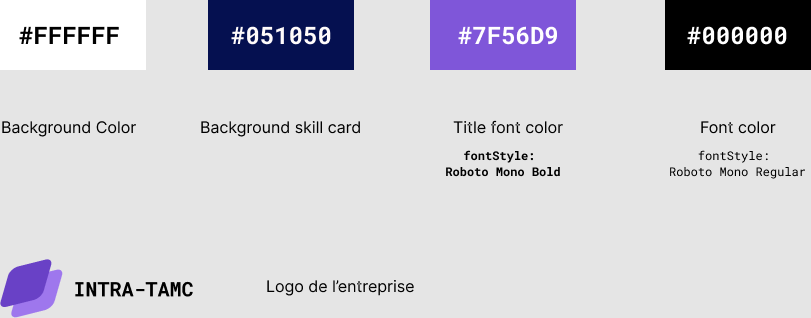 #FFFFFF
#051050
#7F56D9
#000000
Background Color
Background skill card
Title font color
Font color
fontStyle:
Roboto Mono Bold
fontStyle:
Roboto Mono Regular
INTRA-TAMC
Logo de l’entreprise